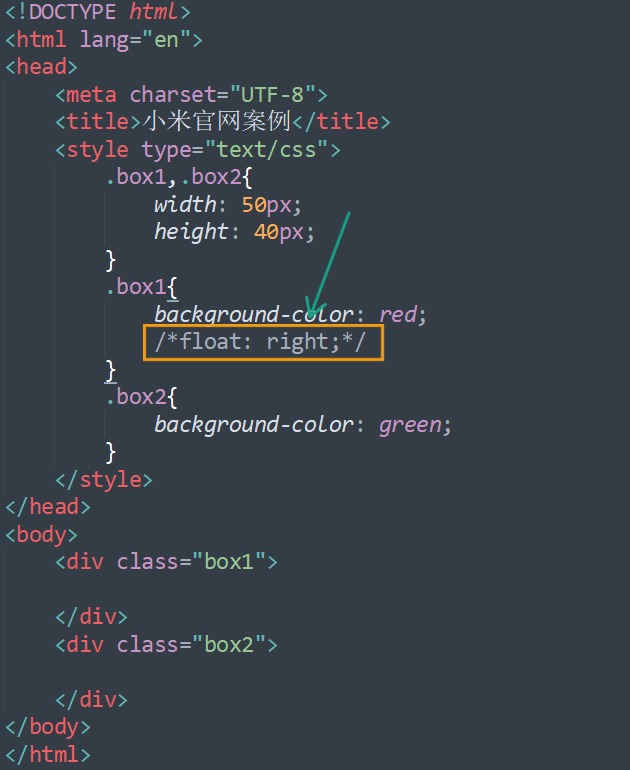 <!DOCTYPE html>
<html lang="en">
<head>
    <meta charset="UTF-8">
    <title>小米官网案例</title>
    <style type="text/css">
        .box1,.box2{
            width: 50px;
            height: 40px;
        }
        .box1{
            background-color: red;
            /*float: right;*/
        }
        .box2{
            background-color: green;
        }
    </style>
</head>
<body>
    <div class="box1">
    </div>
    <div class="box2">
    </div>
</body>
</html>